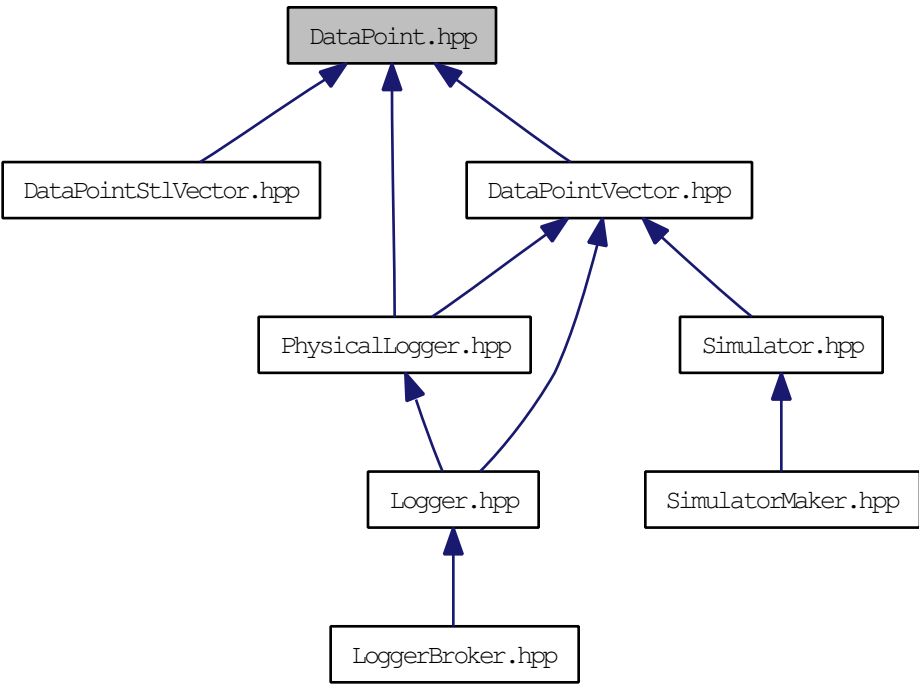 DataPoint.hpp
DataPointStlVector.hpp
DataPointVector.hpp
PhysicalLogger.hpp
Simulator.hpp
Logger.hpp
SimulatorMaker.hpp
LoggerBroker.hpp